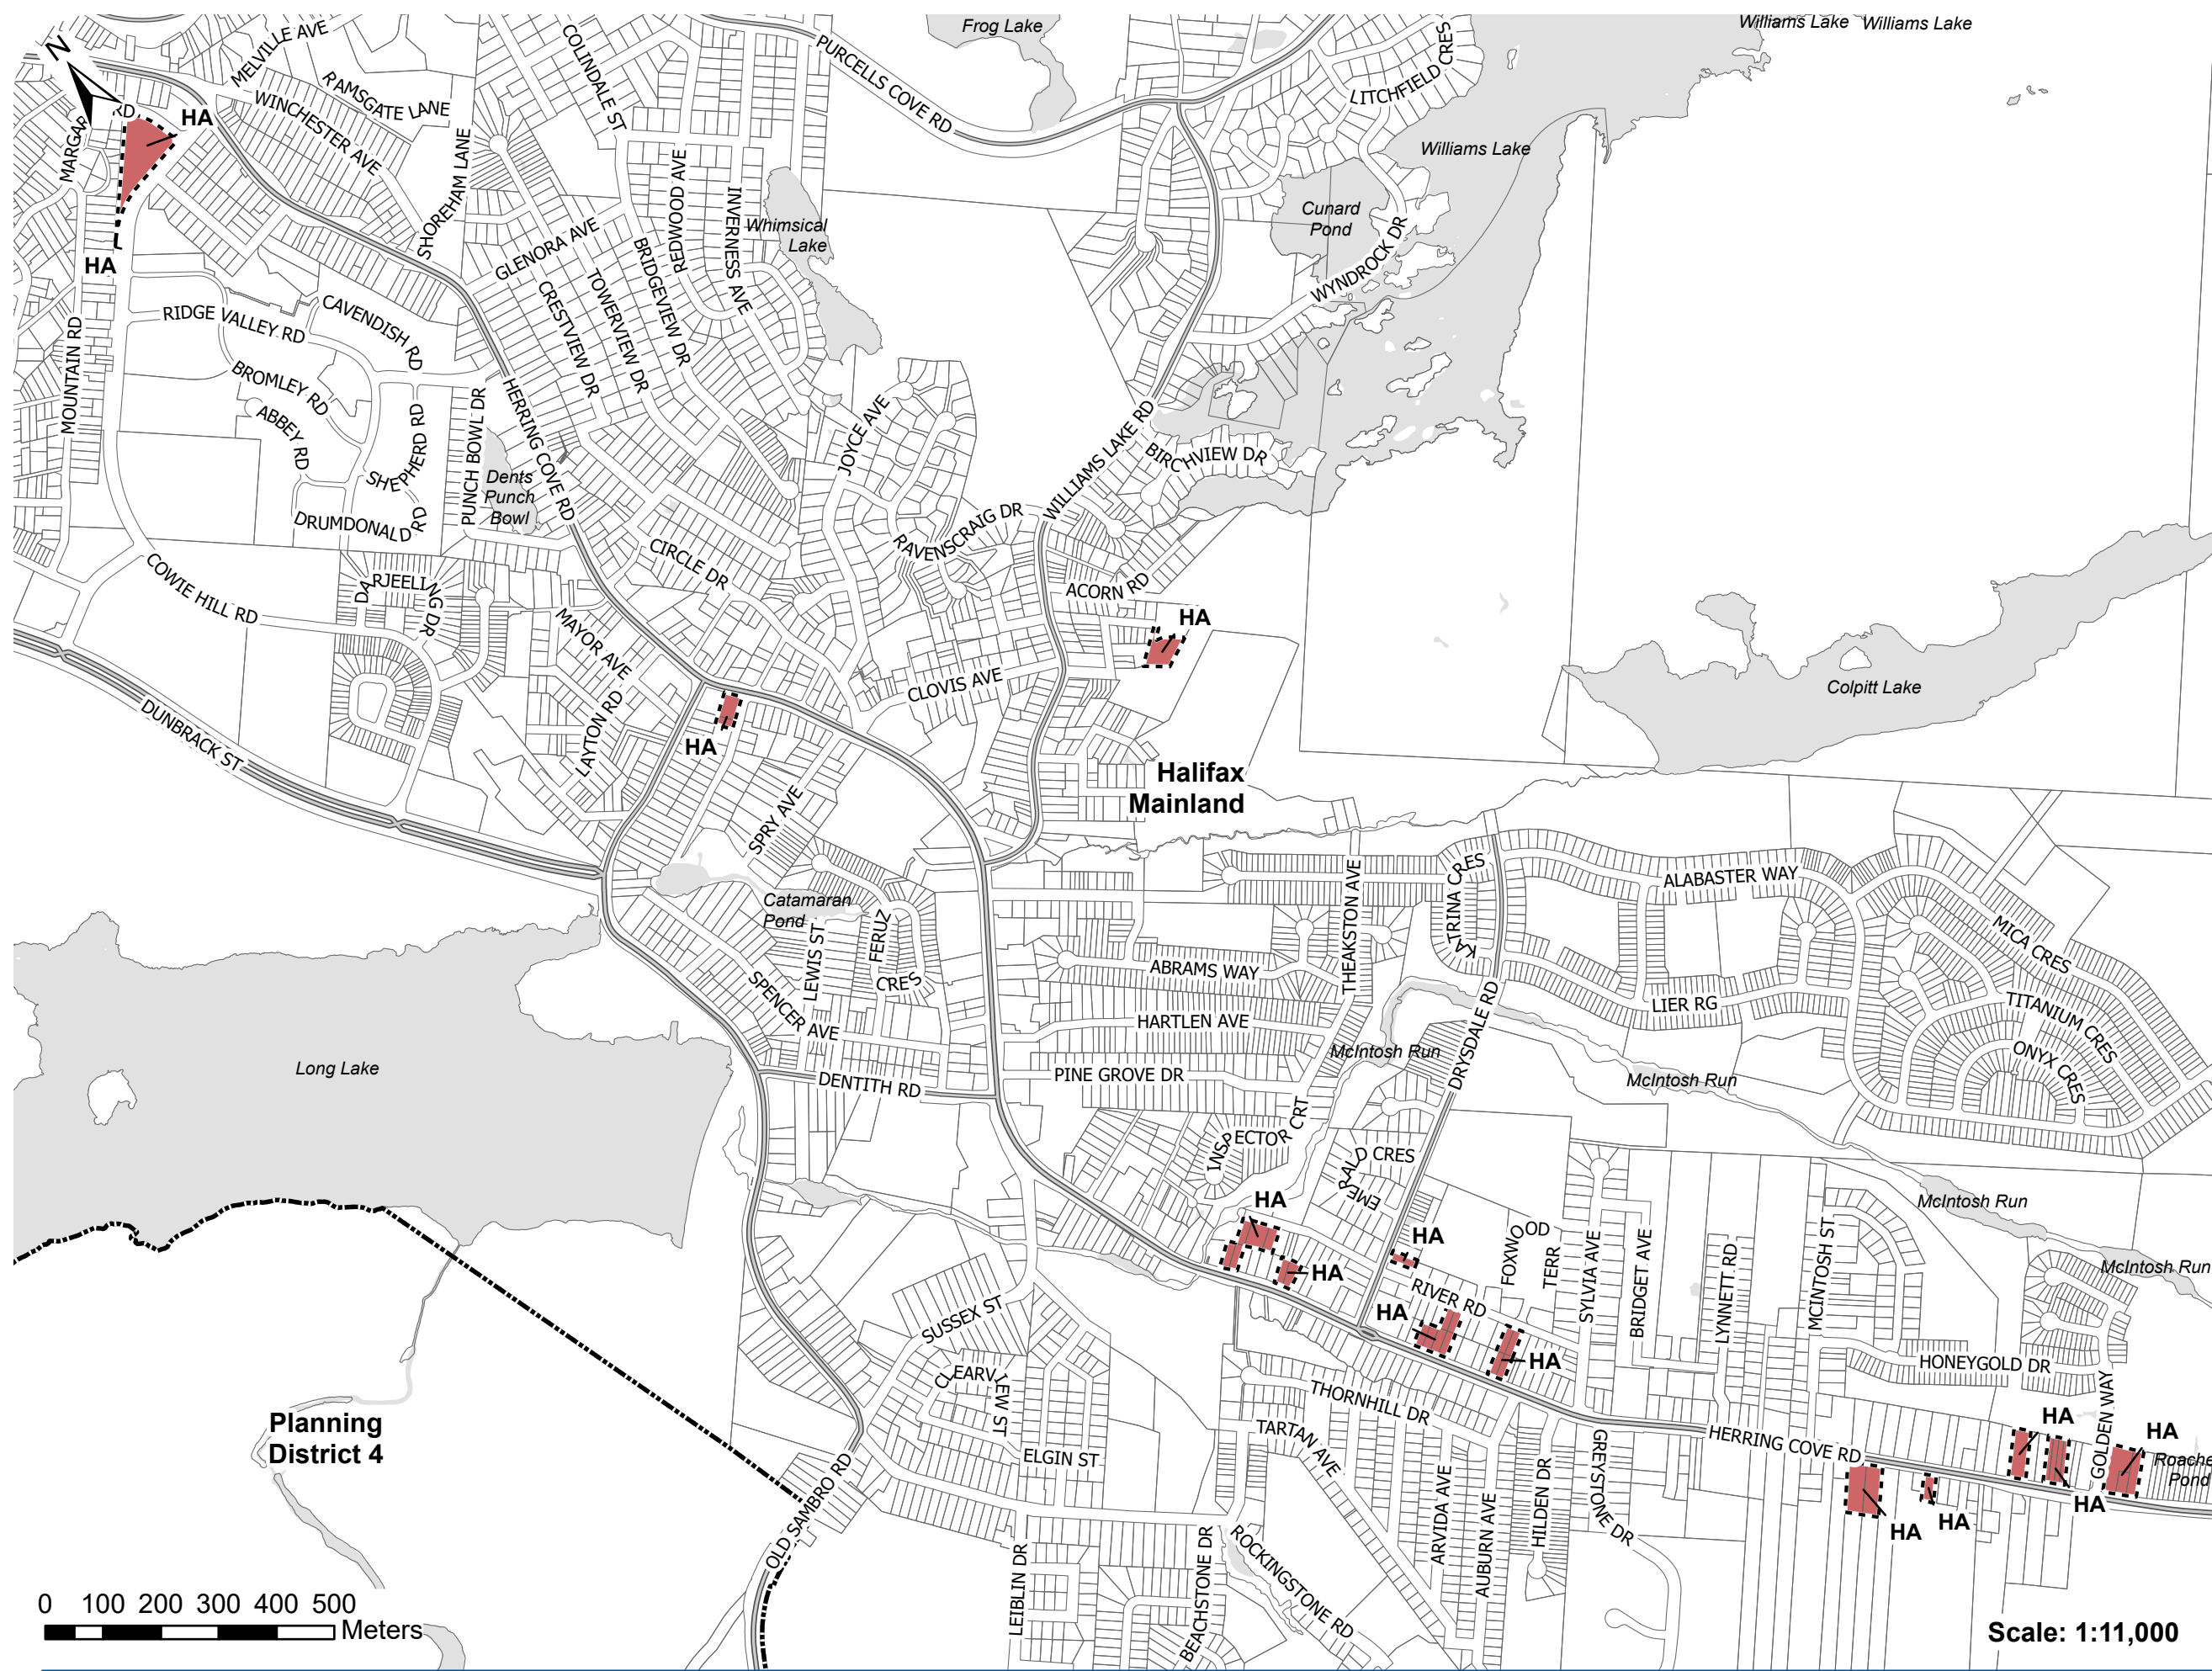 Frog Lake
Williams Lake
Williams Lake
N
MELVILLE AVE
RAMSGATE LANE
WINCHESTER AVE
COLINDALE ST
PURCELLS COVE RD
LITCHFIELD CRES
RD
HA
MARGAR
SHOREHAM LANE
REDWOOD AVE
INVERNESS AVE
Williams Lake
Cunard
Pond
Whimsical
Lake
GLENORA AVE
BRIDGEVIEW DR
TOWERVIEW DR
CRESTVIEW DR
WYNDROCK DR
HA
MOUNTAIN RD
RIDGE VALLEY RD
CAVENDISH RD
BROMLEY RD
ABBEY RD
SHEPHERD RD
SHEPHERD RD
PUNCH BOWL DR
HERRING COVE RD
Dents
Punch
Bowl
DRUMDONALD RD
JOYCE AVE
WILLIAMS LAKE RD
BIRCHVIEW DR
RAVENSCRAIG DR
CIRCLE DR
ACORN RD
COWIE HILL RD
DARJEELING DR
MAYOR AVE
LAYTON RD
CLOVIS AVE
HA
HA
DUNBRACK ST
Colpitt Lake
Halifax
Mainland
SPRY AVE
Catamaran
Pond
LEWIS ST
FERUZ
CRES
SPENCER AVE
THEAKSTON AVE
KATRINA CRES
ALABASTER WAY
MICA CRES
ABRAMS WAY
LIER RG
TITANIUM CRES
HARTLEN AVE
DRYSDALE RD
McIntosh Run
ONYX CRES
Long Lake
DENTITH RD
PINE GROVE DR
McIntosh Run
INSPECTOR CRT
EMERALD CRES
McIntosh Run
HA
HA
HA
FOXWOOD
TERR
SYLVIA AVE
BRIDGET AVE
LYNNETT RD
MCINTOSH ST
McIntosh Run
RIVER RD
HA
HA
SUSSEX ST
CLEARVIEW ST
THORNHILL DR
HONEYGOLD DR
GOLDEN WAY
Planning
District 4
ELGIN ST
TARTAN AVE
HERRING COVE RD
HA
HA
Roache
Pond
OLD SAMBRO RD
ARVIDA AVE
AUBURN AVE
HILDEN DR
GREYSTONE DR
HA
HA
HA
LEIBLIN DR
BEACHSTONE DR
ROCKINGSTONE RD
0 100 200 300 400 500
Meters
Scale: 1:11,000